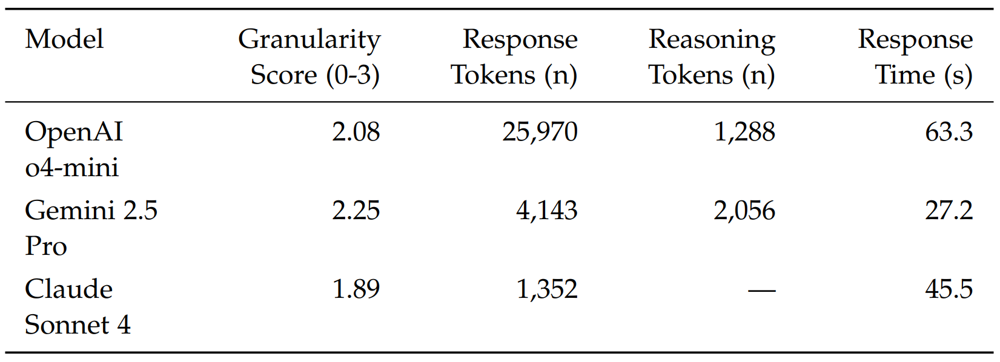 Model Granularity Response Reasoning Response
Score (0-3) Tokens (n) Tokens (n) Time (s)
OpenAI 2.08 25,970 1,288 63.3
o4-mini
Gemini 2.5 2.25 4,143 2,056 27.2
Pro
Claude 1.89 1,352 — 45.5
Sonnet 4